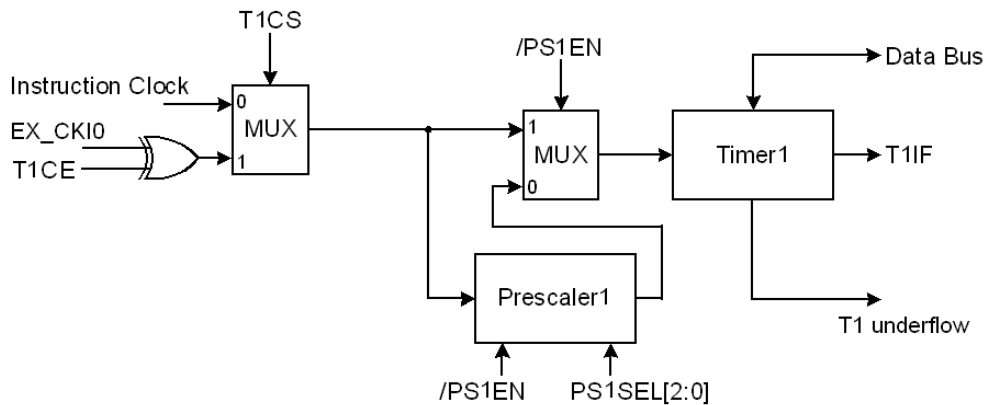 T1CS
/PS1EN
Data Bus
Instruction Clock
0
MUX
1
EX_CKI0
T1CE
1
MUX
0
Timer1
T1IF
Prescaler1
T1 underflow
/PS1EN
PS1SEL[2:0]